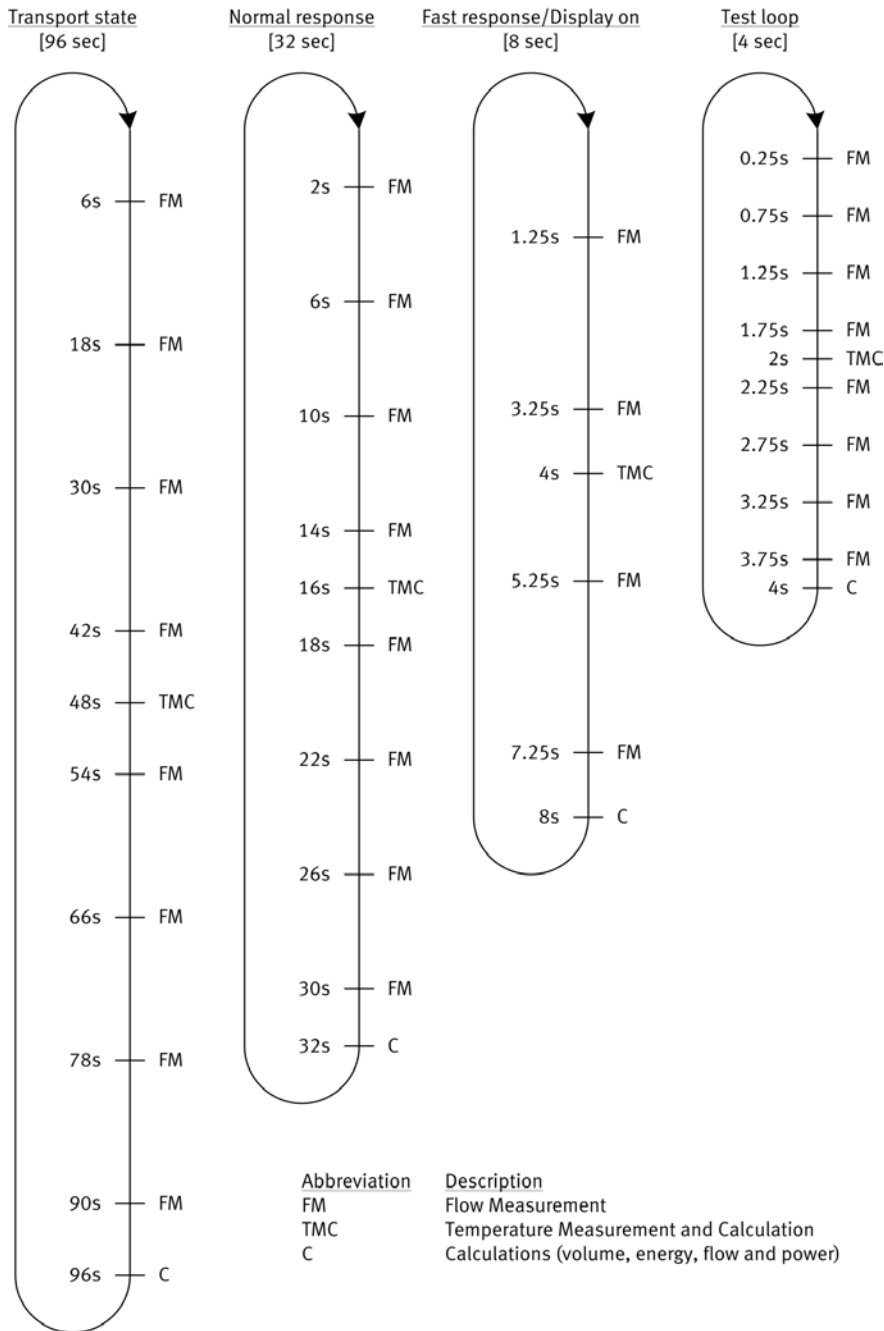 Transport state
[96 sec]
6s FM
18s FM
30s FM
42s FM
48s TMC
54s FM
66s FM
78s FM
90s FM
96s C
Normal response
[32 sec]
2s FM
6s FM
10s FM
14s FM
16s TMC
18s FM
22s FM
26s FM
30s FM
32s C
Fast response/Display on
[8 sec]
1.25s FM
3.25s FM
4s TMC
5.25s FM
7.25s FM
8s C
Test loop
[4 sec]
0.25s FM
0.75s FM
1.25s FM
1.75s FM
2s TMC
2.25s FM
2.75s FM
3.25s FM
3.75s FM
4s C
Abbreviation Description
FM Flow Measurement
TMC Temperature Measurement and Calculation
C Calculations (volume, energy, flow and power)